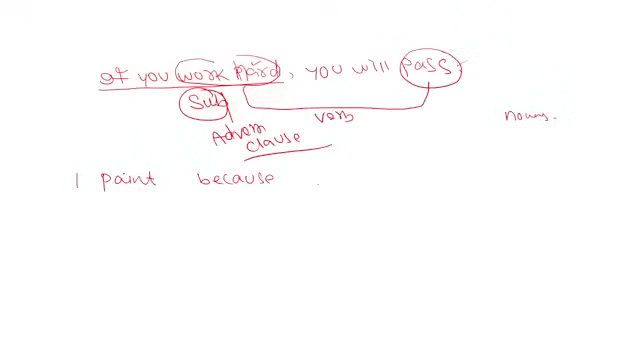 If you work hard, you will pass.
Sub
verb
nouns.
Adverb
clause
I paint because